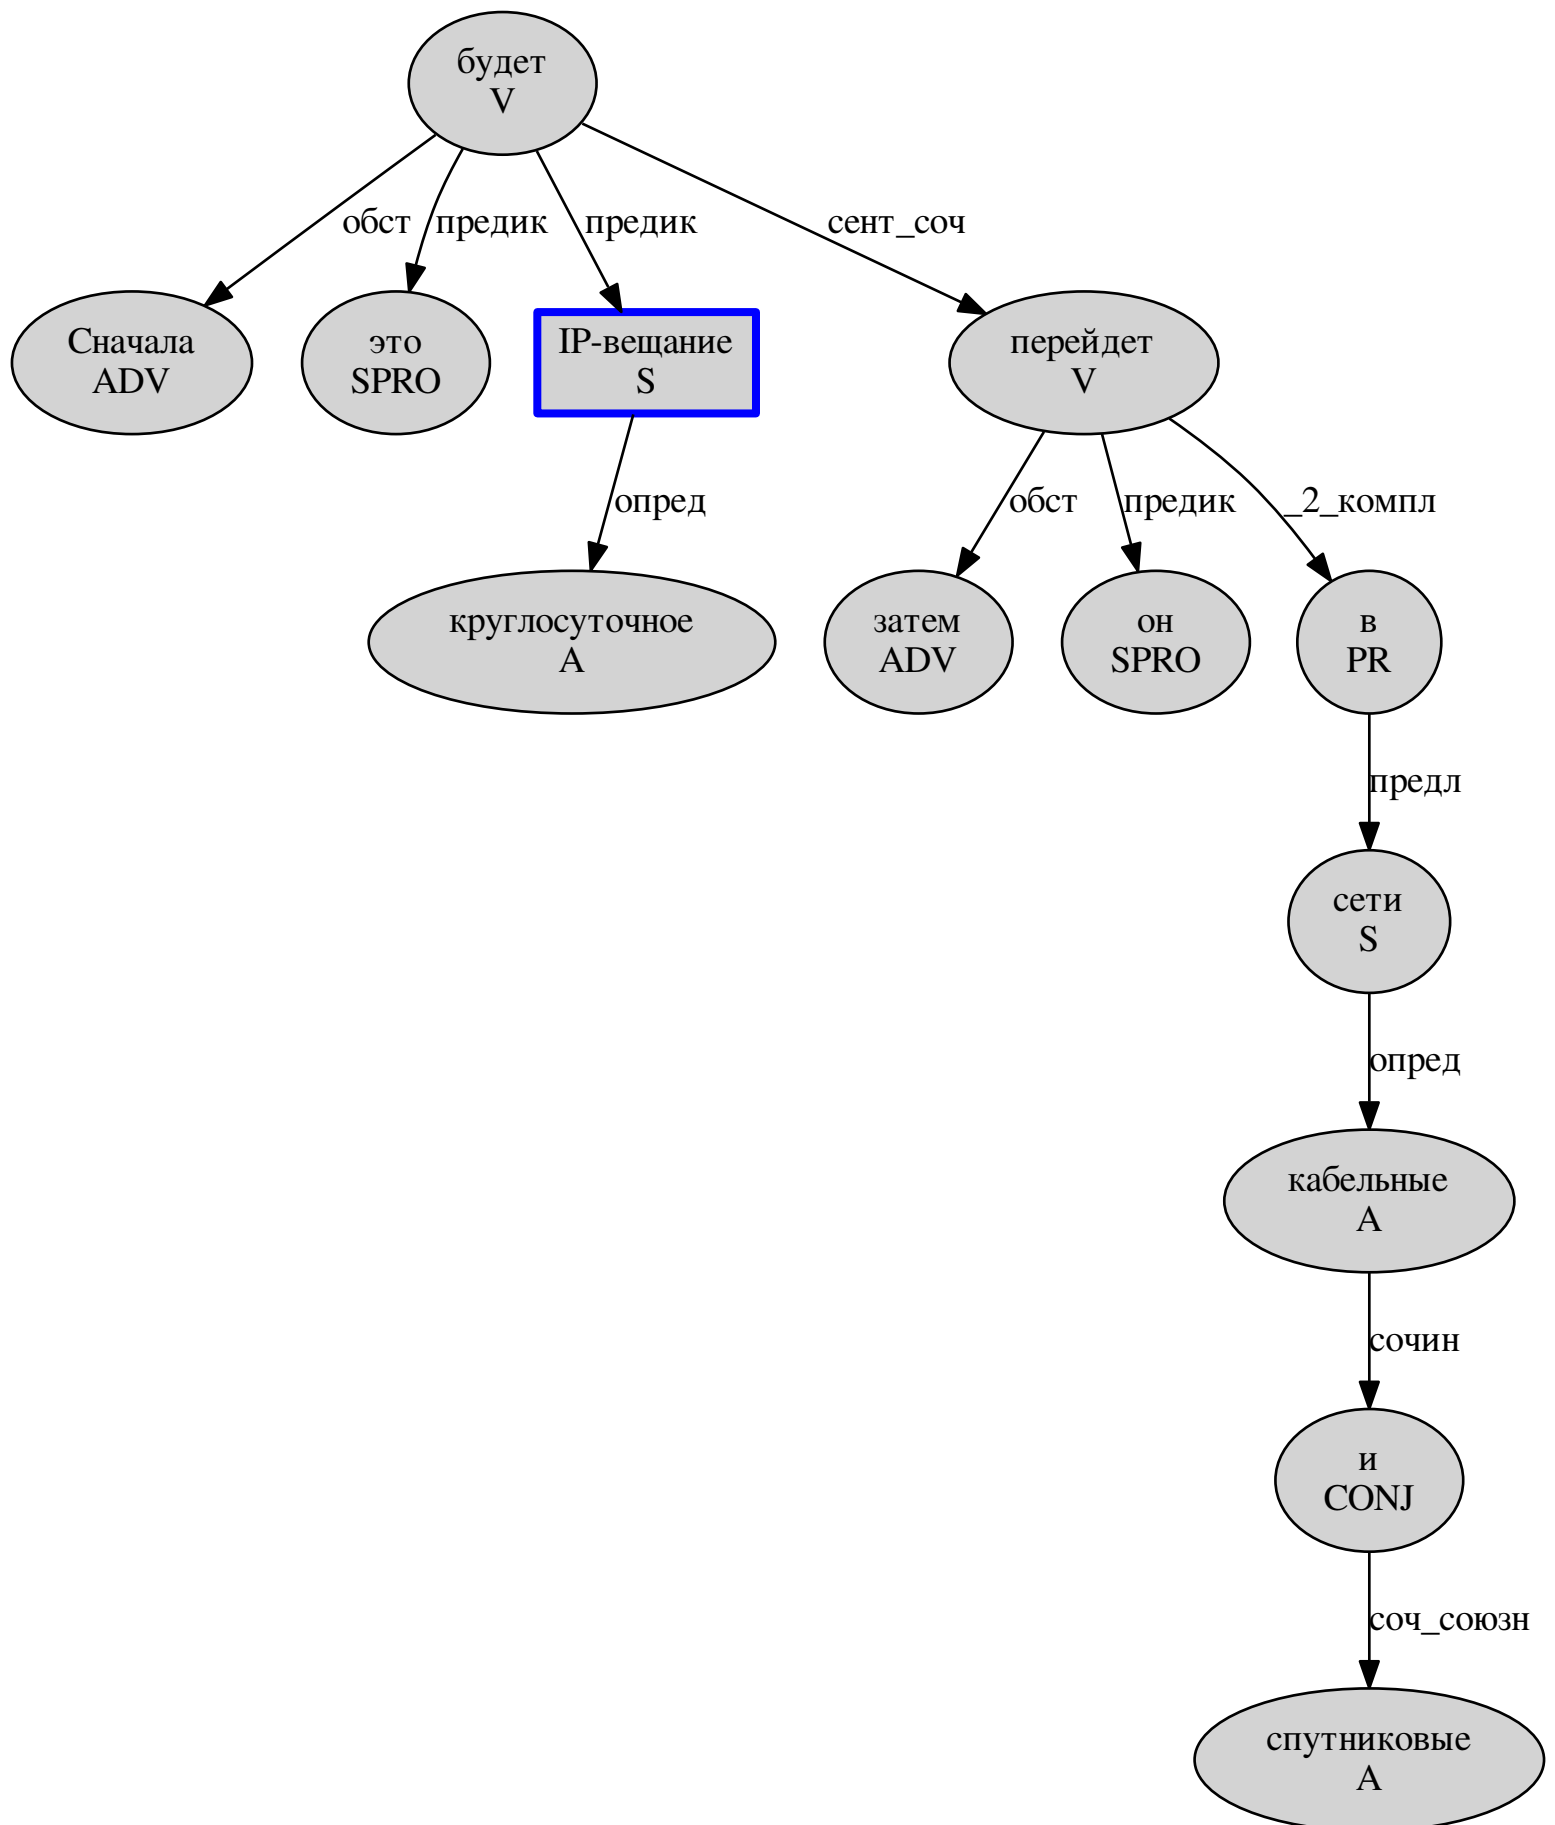 будет
V
обст
предик
предик
сент_соч
Сначала
ADV
это
SPRO
IP-вещание
S
перейдет
V
опред
обст
предик
_2_компл
круглосуточное
A
затем
ADV
он
SPRO
в
PR
предл
сети
S
опред
кабельные
A
сочин
и
CONJ
соч_союзн
спутниковые
A